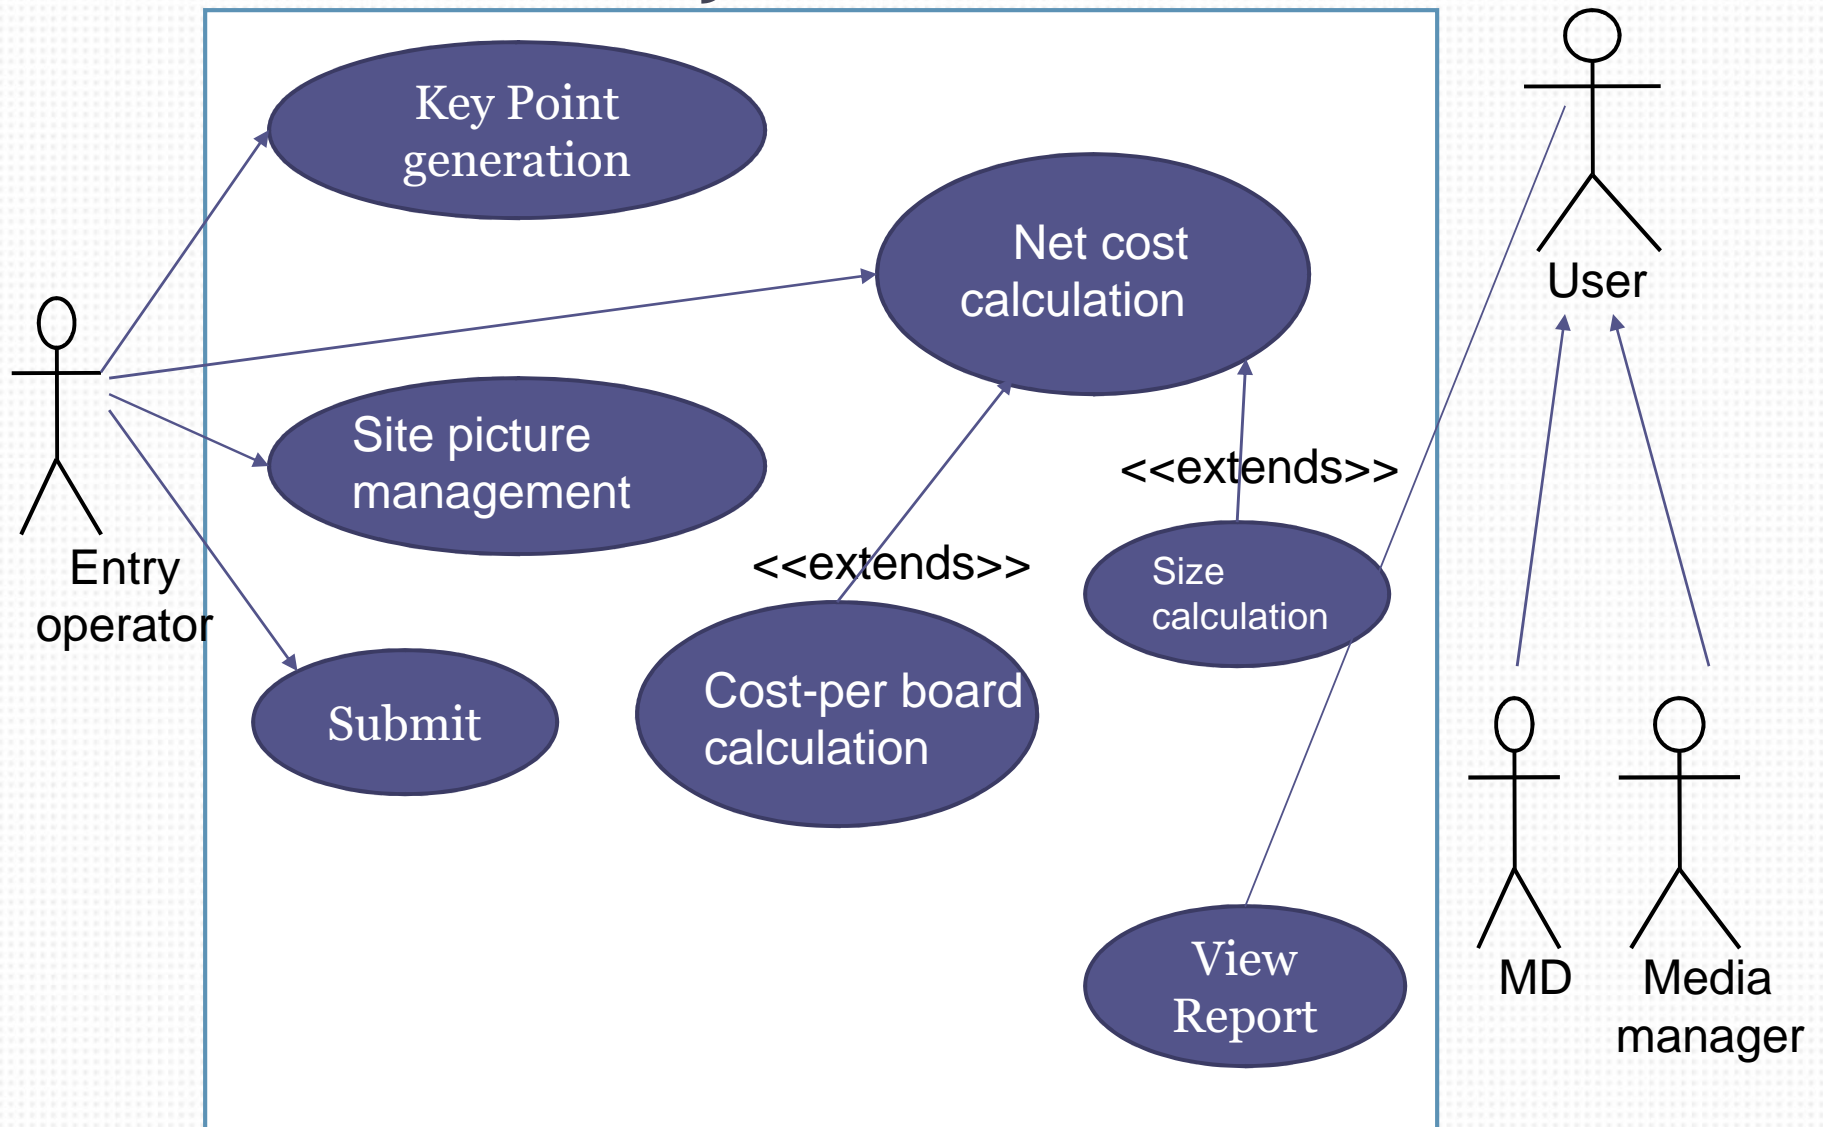 Key Point
generation
Net cost
calculation
User
Site picture
management
<<extends>>
<<extends>>
Entry
operator
Size
calculation
Submit
Cost-per board
calculation
View
Report
MD
Media
manager